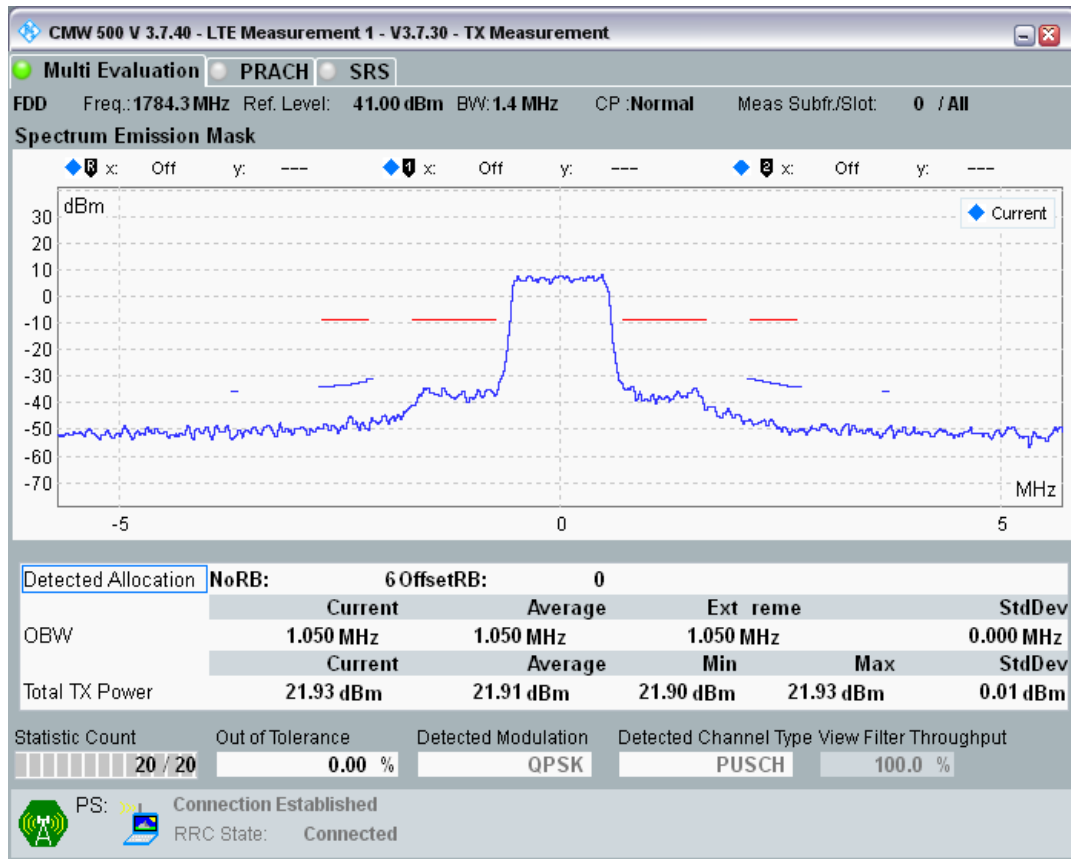 CMW 500 V 3.7.40 - LTE Measurement 1 - V3.7.30 - TX Measurement
Multi Evaluation PRACH SRS
FDD Freq.: 1784.3 MHz Ref. Level: 41.00 dBm BW: 1.4 MHz CP : Normal Meas Subfr./Slot: 0 / All
Spectrum Emission Mask
R x: Off y: --- 1 x: Off y: --- 2 x: Off y: ---
dBm
Current
30
20
10
0
-10
-20
-30
-40
-50
-60
-70
MHz
-5 0 5
Detected Allocation NoRB: 6 OffsetRB: 0
Current Average Ext reme StdDev
OBW 1.050 MHz 1.050 MHz 1.050 MHz 0.000 MHz
Current Average Min Max StdDev
Total TX Power 21.93 dBm 21.91 dBm 21.90 dBm 21.93 dBm 0.01 dBm
Statistic Count Out of Tolerance Detected Modulation Detected Channel Type View Filter Throughput
20 / 20 0.00 % QPSK PUSCH 100.0 %
PS: Connection Established
RRC State: Connected